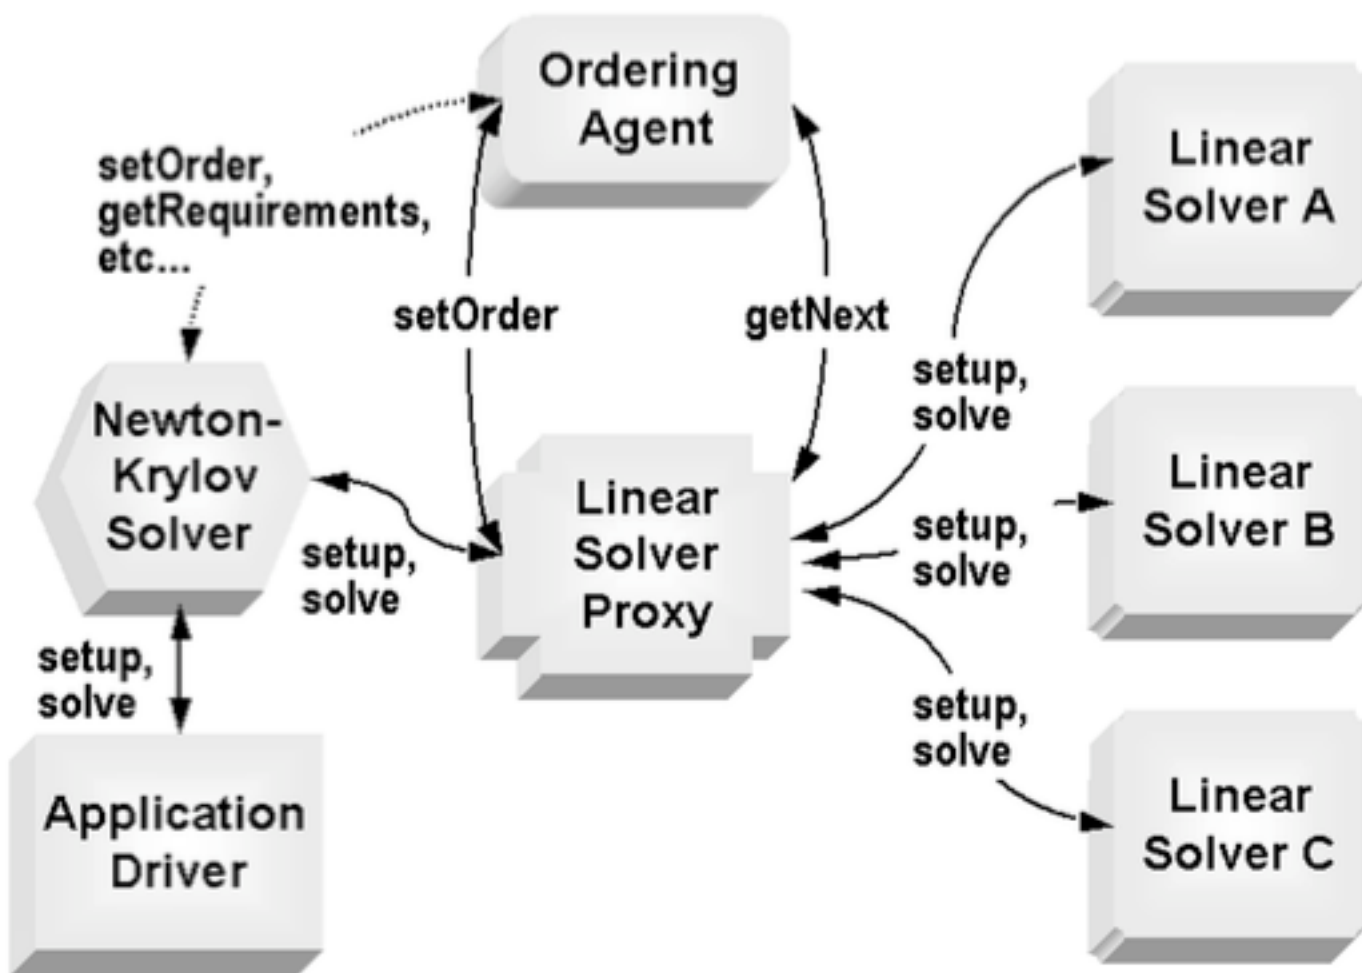 Ordering
Agent
setOrder,
getRequirements,
etc...
setOrder
getNext
Linear
Solver A
setup,
solve
Newton-
Krylov
Solver
setup,
solve
Linear
Solver
Proxy
setup,
solve
Linear
Solver B
setup,
solve
setup,
solve
Linear
Solver C
Application
Driver